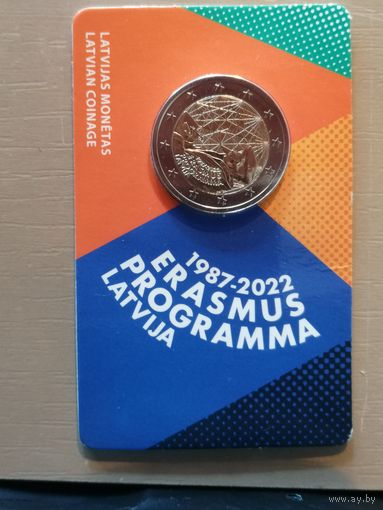 LATVIJAS MONĒTAS
LATVIAN COINAGE
1987-2022
ERASMUS
PROGRAMMA
LATVIJA
www.ay.by